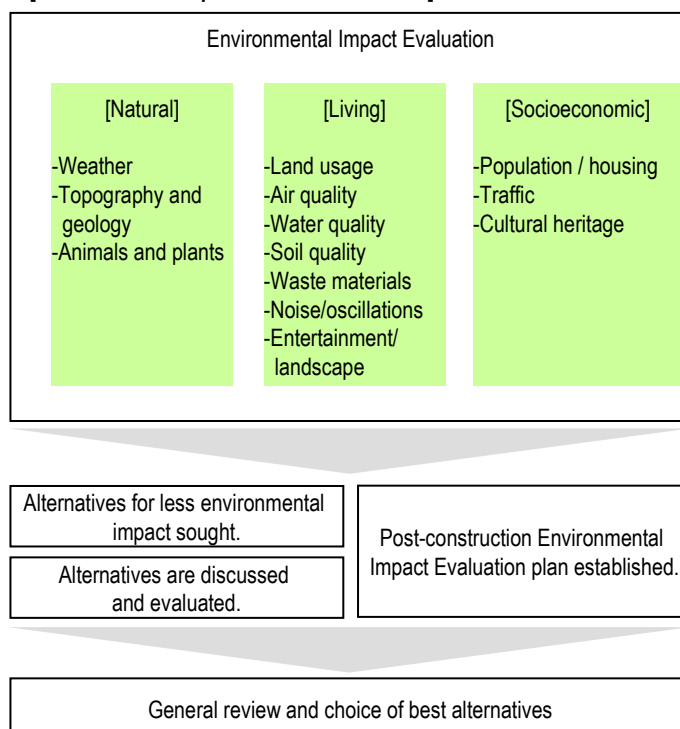 Environmental Impact Evaluation
[Natural]
-Weather
-Topography and
geology
-Animals and plants
[Living]
-Land usage
-Air quality
-Water quality
-Soil quality
-Waste materials
-Noise/oscillations
-Entertainment/
landscape
[Socioeconomic]
-Population / housing
-Traffic
-Cultural heritage
Alternatives for less environmental
impact sought.
Alternatives are discussed
and evaluated.
Post-construction Environmental
Impact Evaluation plan established.
General review and choice of best alternatives